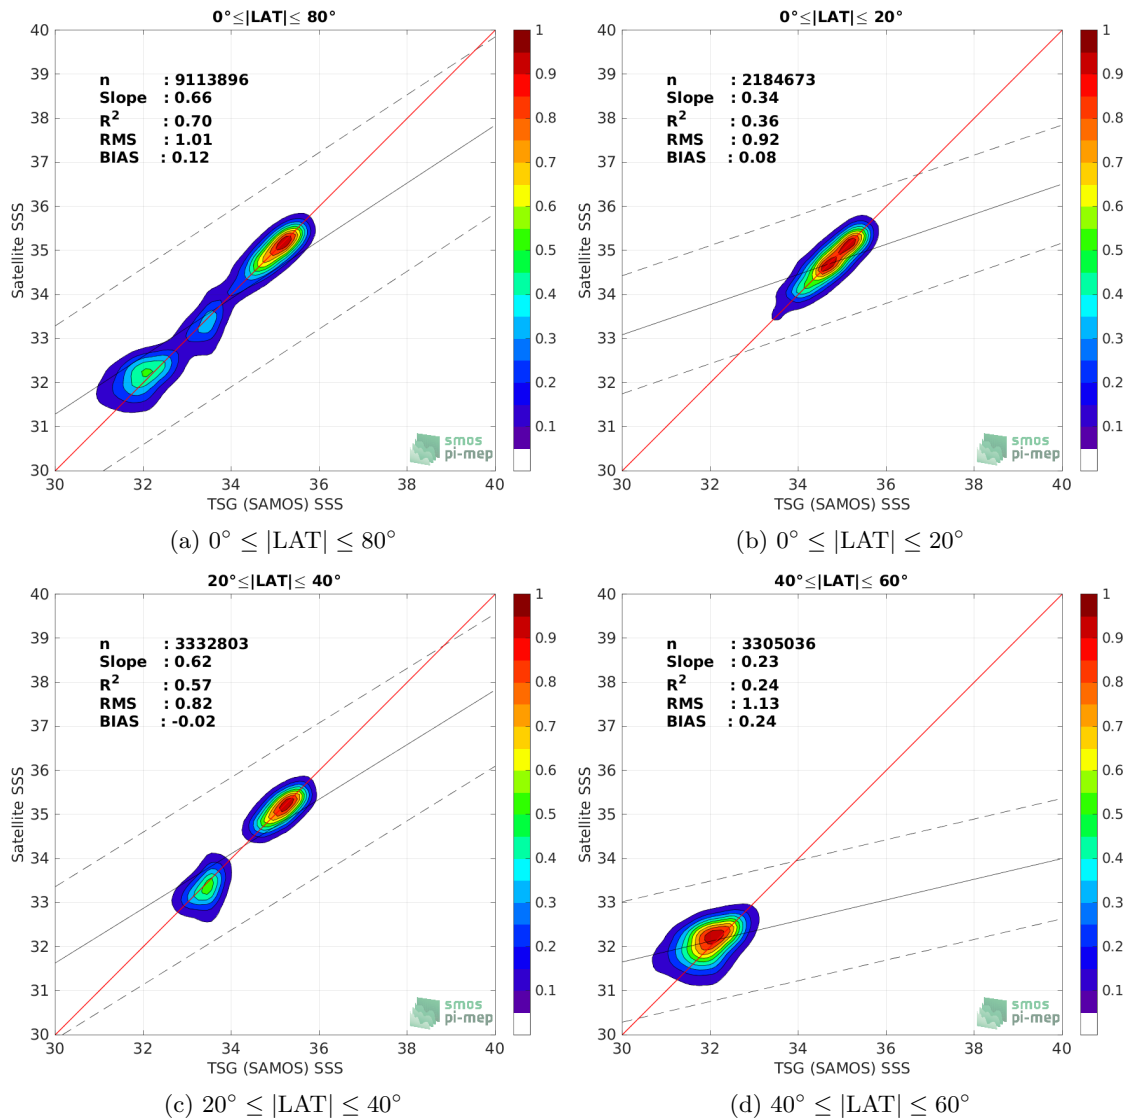 0°≤|LAT|≤ 80°
n : 9113896
Slope : 0.66
R² : 0.70
RMS : 1.01
BIAS : 0.12
Satellite SSS
40
39
38
37
36
35
34
33
32
31
30
30 32 34 36 38 40
TSG (SAMOS) SSS
1
0.9
0.8
0.7
0.6
0.5
0.4
0.3
0.2
0.1
smos
pi-mep
(a) 0° ≤ |LAT| ≤ 80°
0°≤|LAT|≤ 20°
n : 2184673
Slope : 0.34
R² : 0.36
RMS : 0.92
BIAS : 0.08
Satellite SSS
40
39
38
37
36
35
34
33
32
31
30
30 32 34 36 38 40
TSG (SAMOS) SSS
1
0.9
0.8
0.7
0.6
0.5
0.4
0.3
0.2
0.1
smos
pi-mep
(b) 0° ≤ |LAT| ≤ 20°
20°≤|LAT|≤ 40°
n : 3332803
Slope : 0.62
R² : 0.57
RMS : 0.82
BIAS : -0.02
Satellite SSS
40
39
38
37
36
35
34
33
32
31
30
30 32 34 36 38 40
TSG (SAMOS) SSS
1
0.9
0.8
0.7
0.6
0.5
0.4
0.3
0.2
0.1
smos
pi-mep
(c) 20° ≤ |LAT| ≤ 40°
40°≤|LAT|≤ 60°
n : 3305036
Slope : 0.23
R² : 0.24
RMS : 1.13
BIAS : 0.24
Satellite SSS
40
39
38
37
36
35
34
33
32
31
30
30 32 34 36 38 40
TSG (SAMOS) SSS
1
0.9
0.8
0.7
0.6
0.5
0.4
0.3
0.2
0.1
smos
pi-mep
(d) 40° ≤ |LAT| ≤ 60°